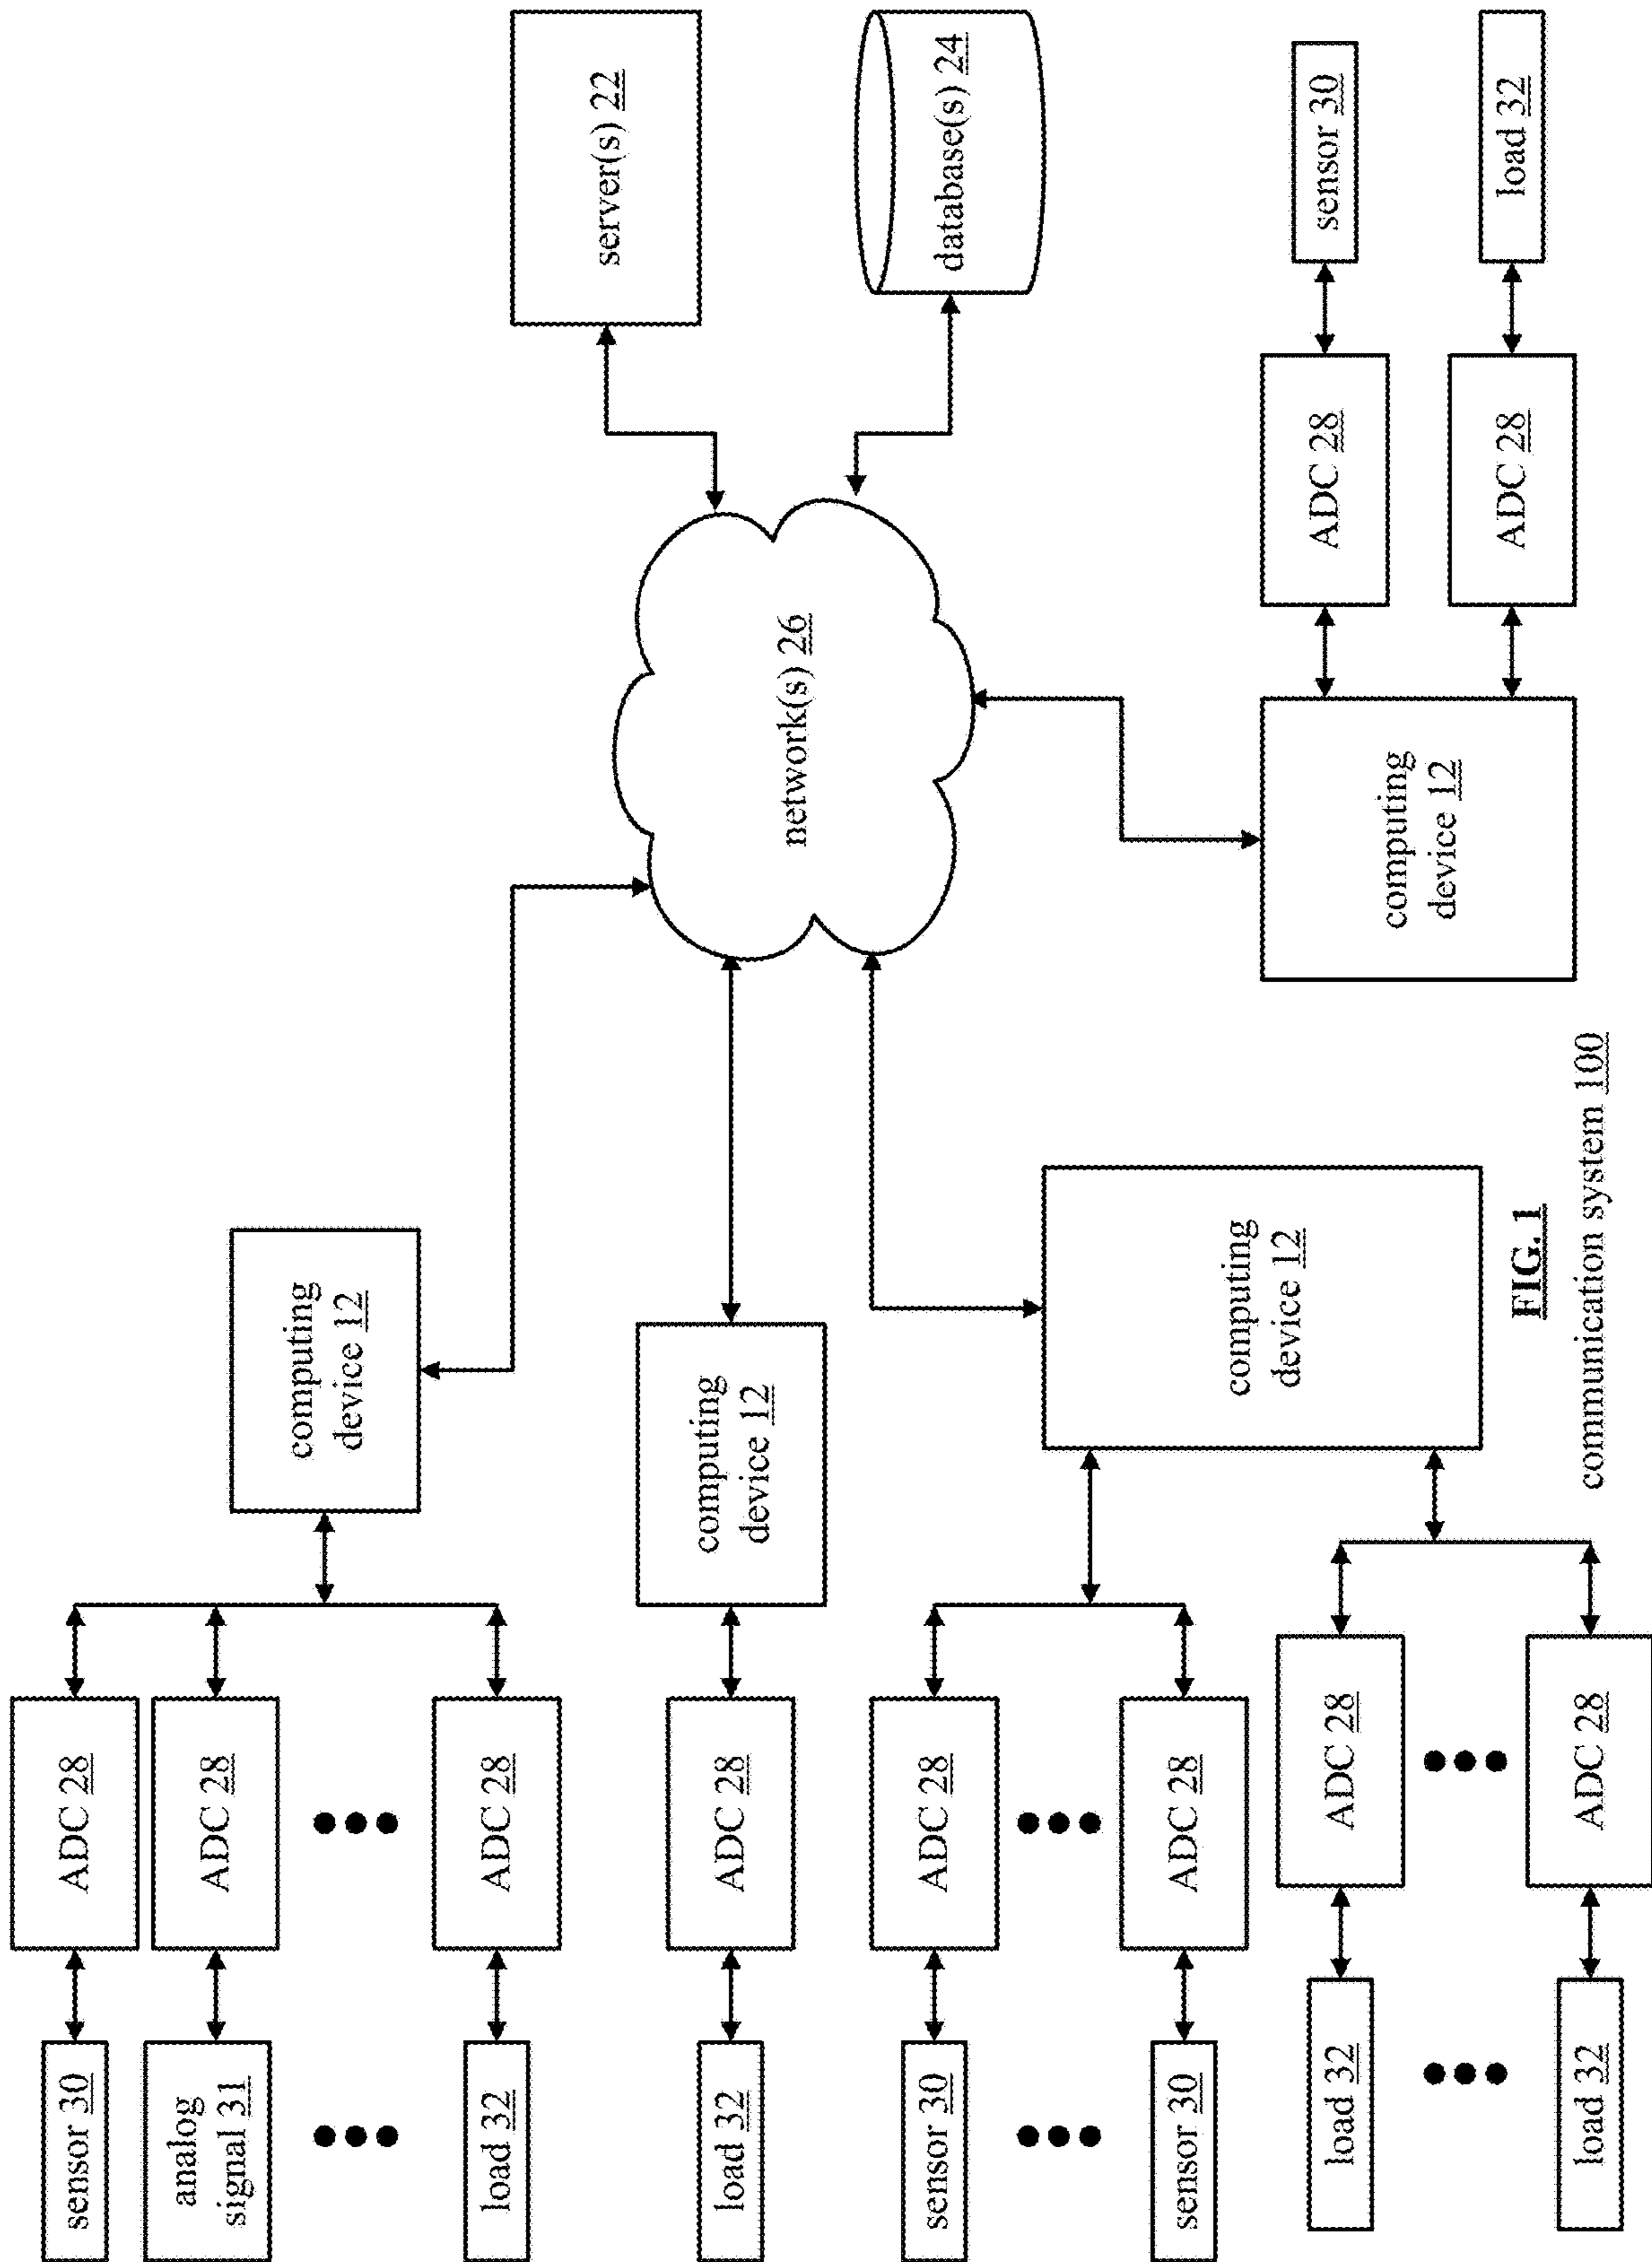 sensor 30
ADC 28
analog
signal 31
ADC 28
load 32
ADC 28
computing
device 12
load 32
ADC 28
computing
device 12
sensor 30
ADC 28
sensor 30
ADC 28
load 32
ADC 28
load 32
ADC 28
computing
device 12
network(s) 26
server(s) 22
database(s) 24
computing
device 12
ADC 28
sensor 30
ADC 28
load 32
FIG. 1
communication system 100